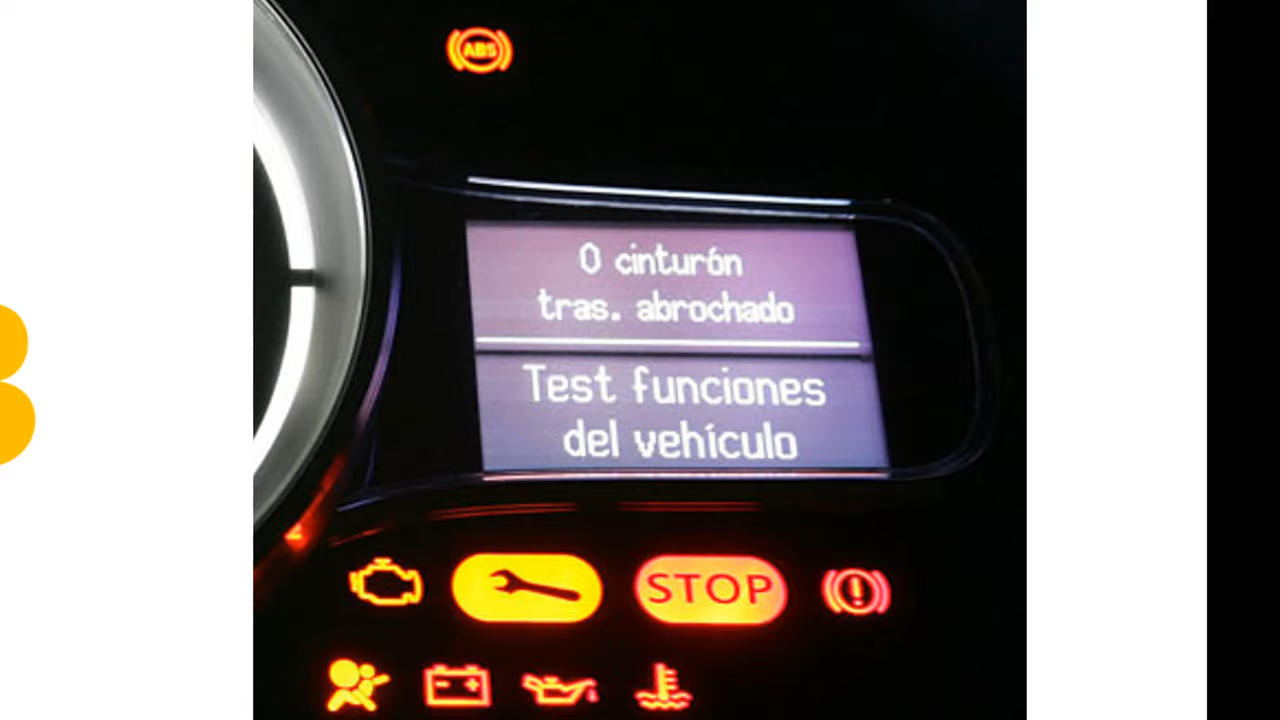 ABS
0 cinturón
tras. abrochado
Test funciones
del vehículo
STOP